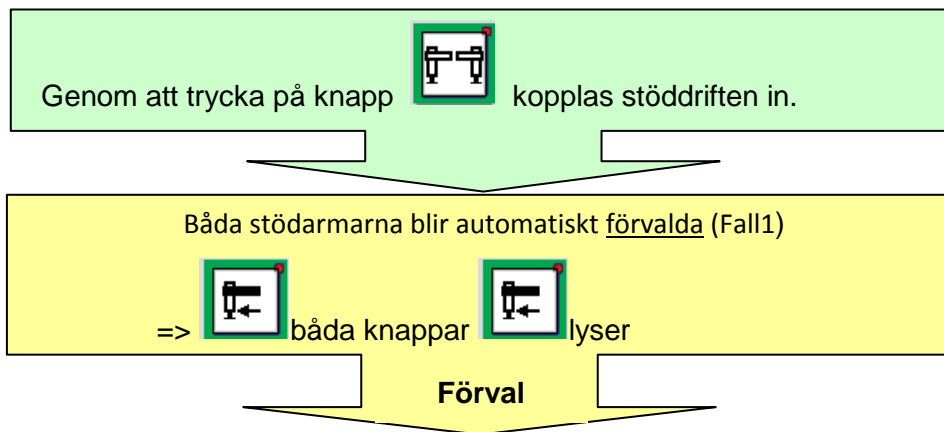 Genom att trycka på knapp kopplas stöddriften in.
Båda stödarmarna blir automatiskt förvalda (Fall1)
=> båda knappar lyser
Förval